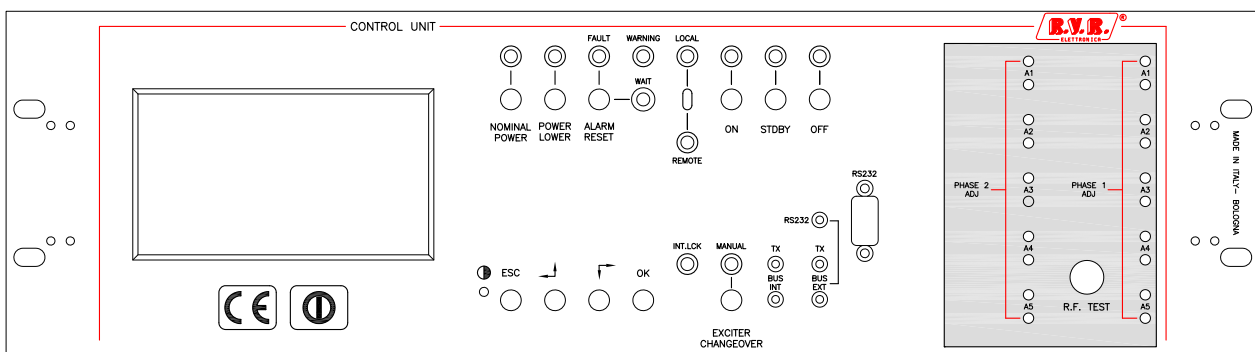 CONTROL UNIT
R.V.R.
®
ELETTRONICA
FAULT
WARNING
LOCAL
WAIT
NOMINAL
POWER
POWER
LOWER
ALARM
RESET
REMOTE
ON
STDBY
OFF
RS232
RS232
ESC
OK
INT.LCK
MANUAL
TX
BUS
INT
TX
BUS
EXT
EXCITER
CHANGEOVER
CE
A1
A2
PHASE 2
ADJ
A3
A4
A5
A1
A2
PHASE 1
ADJ
A3
A4
A5
R.F. TEST
MADE IN ITALY- BOLOGNA